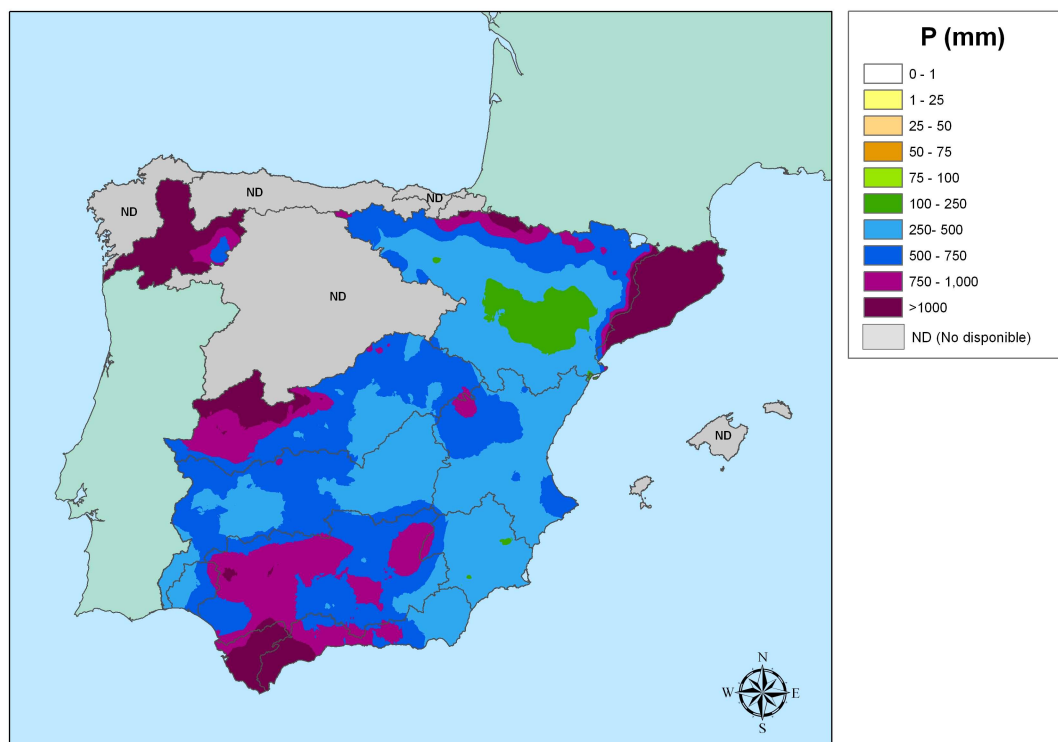 P (mm)
0 - 1
1 - 25
25 - 50
50 - 75
75 - 100
100 - 250
250- 500
500 - 750
750 - 1,000
>1000
ND (No disponible)
ND
ND
ND
ND
ND
N
W
E
S